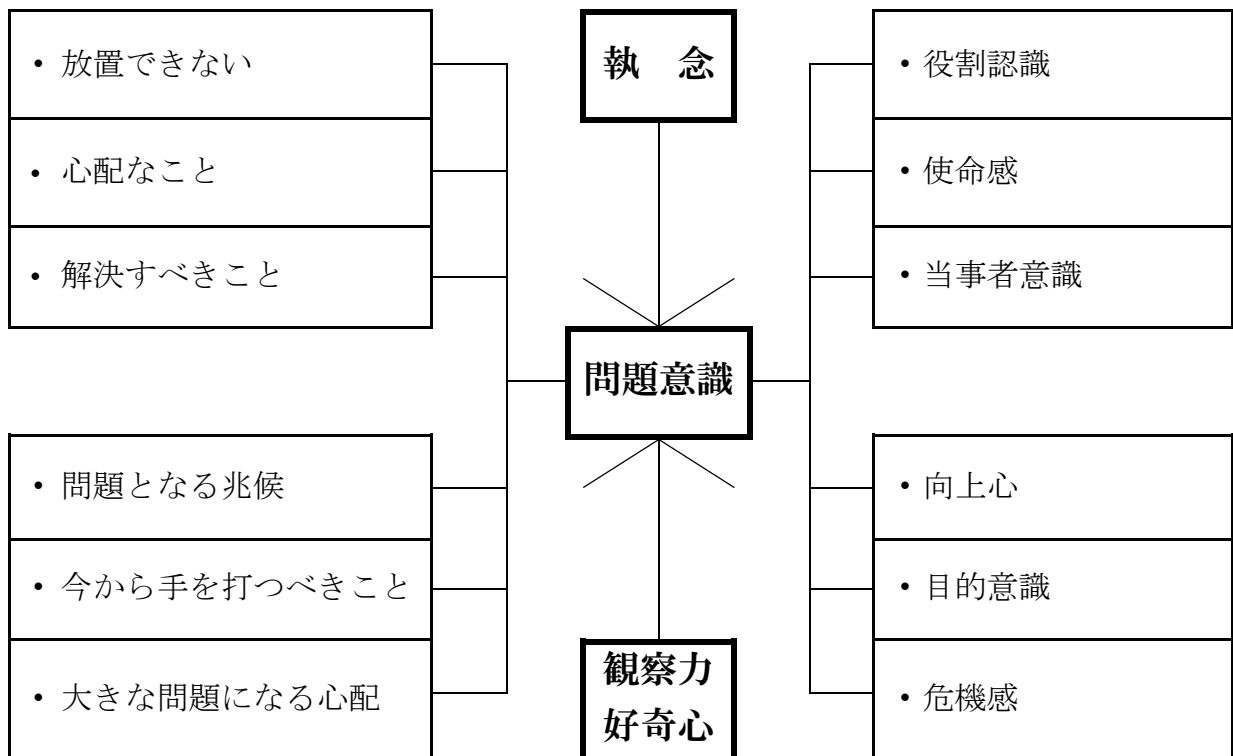 ・放置できない
・心配なこと
・解決すべきこと
執　念
・役割認識
・使命感
・当事者意識
問題意識
・問題となる兆候
・今から手を打つべきこと
・大きな問題になる心配
観察力
好奇心
・向上心
・目的意識
・危機感